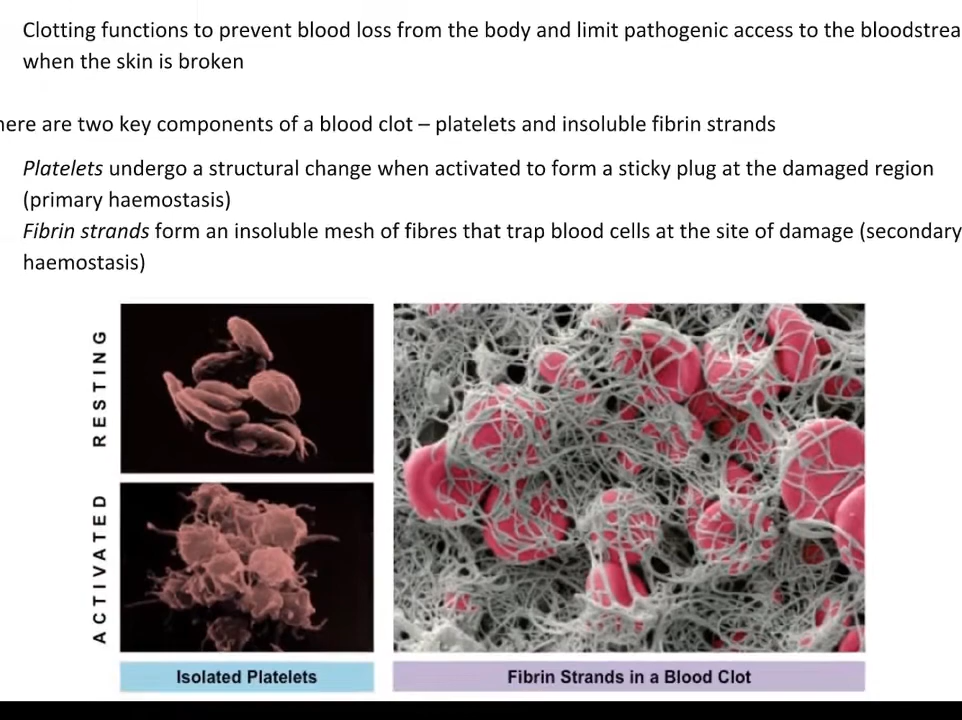 Clotting functions to prevent blood loss from the body and limit pathogenic access to the bloodstrea
when the skin is broken
here are two key components of a blood clot – platelets and insoluble fibrin strands
Platelets undergo a structural change when activated to form a sticky plug at the damaged region
(primary haemostasis)
Fibrin strands form an insoluble mesh of fibres that trap blood cells at the site of damage (secondary
haemostasis)
RESTING
ACTIVATED
Isolated Platelets
Fibrin Strands in a Blood Clot